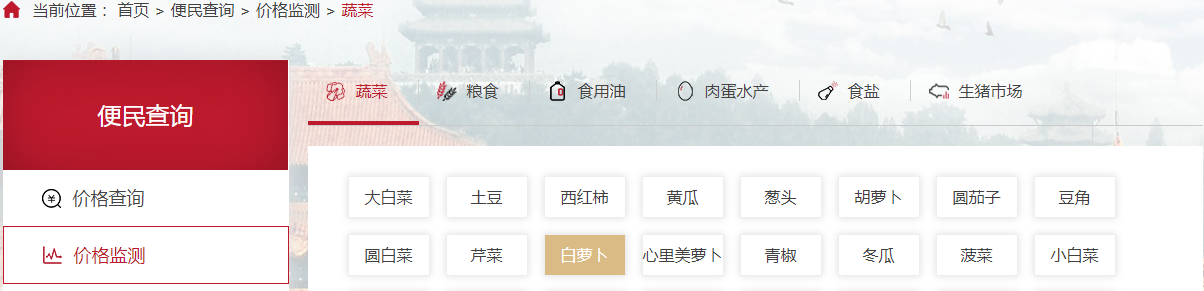 当前位置： 首页 > 便民查询 > 价格监测 > 蔬菜
便民查询
价格查询
价格监测
蔬菜 粮食 食用油 肉蛋水产 食盐 生猪市场
大白菜 土豆 西红柿 黄瓜 葱头 胡萝卜 圆茄子 豆角
圆白菜 芹菜 白萝卜 心里美萝卜 青椒 冬瓜 菠菜 小白菜